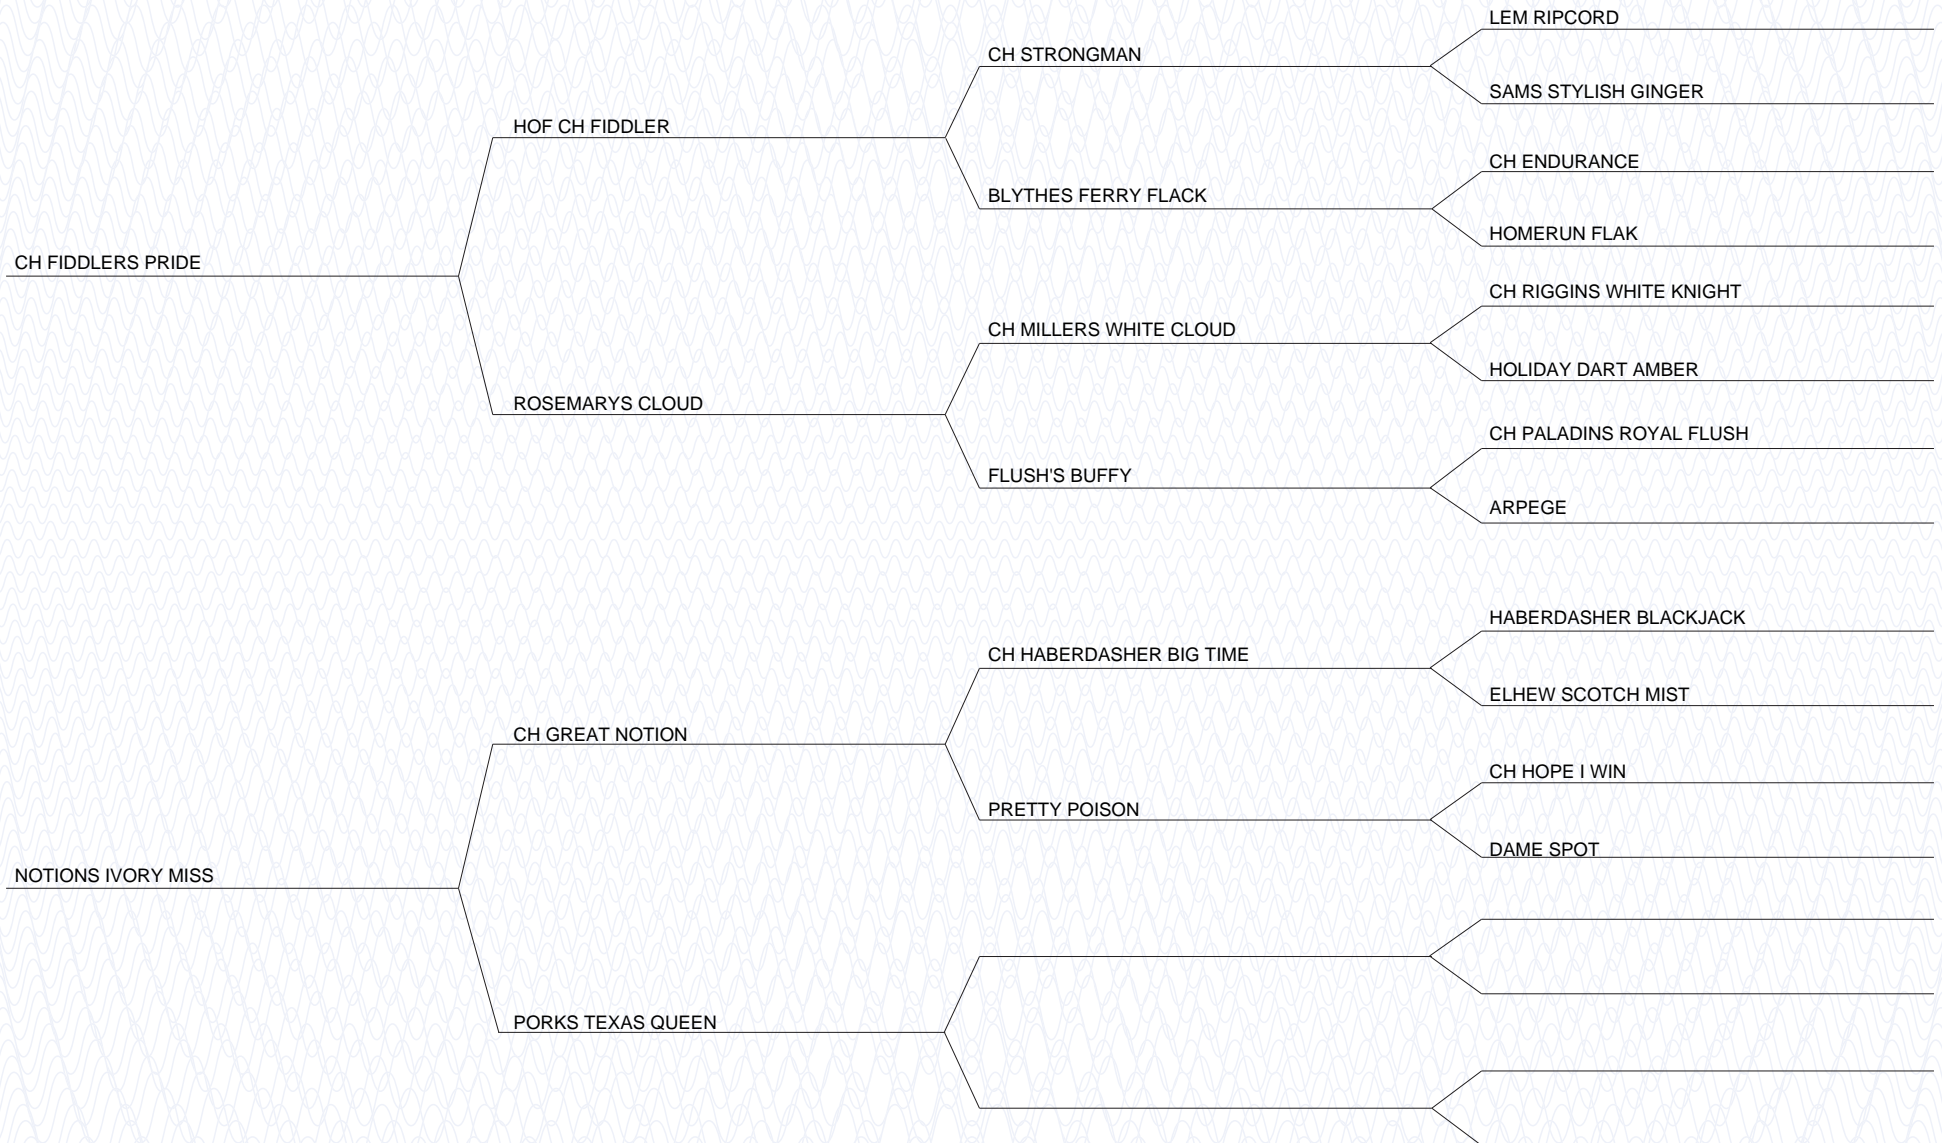 LEM RIPCORD
CH STRONGMAN
SAMS STYLISH GINGER
HOF CH FIDDLER
CH ENDURANCE
BLYTHES FERRY FLACK
HOMERUN FLAK
CH FIDDLERS PRIDE
CH RIGGINS WHITE KNIGHT
CH MILLERS WHITE CLOUD
HOLIDAY DART AMBER
ROSEMARYS CLOUD
CH PALADINS ROYAL FLUSH
FLUSH'S BUFFY
ARPEGE
HABERDASHER BLACKJACK
CH HABERDASHER BIG TIME
ELHEW SCOTCH MIST
CH GREAT NOTION
CH HOPE I WIN
PRETTY POISON
DAME SPOT
NOTIONS IVORY MISS
PORKS TEXAS QUEEN